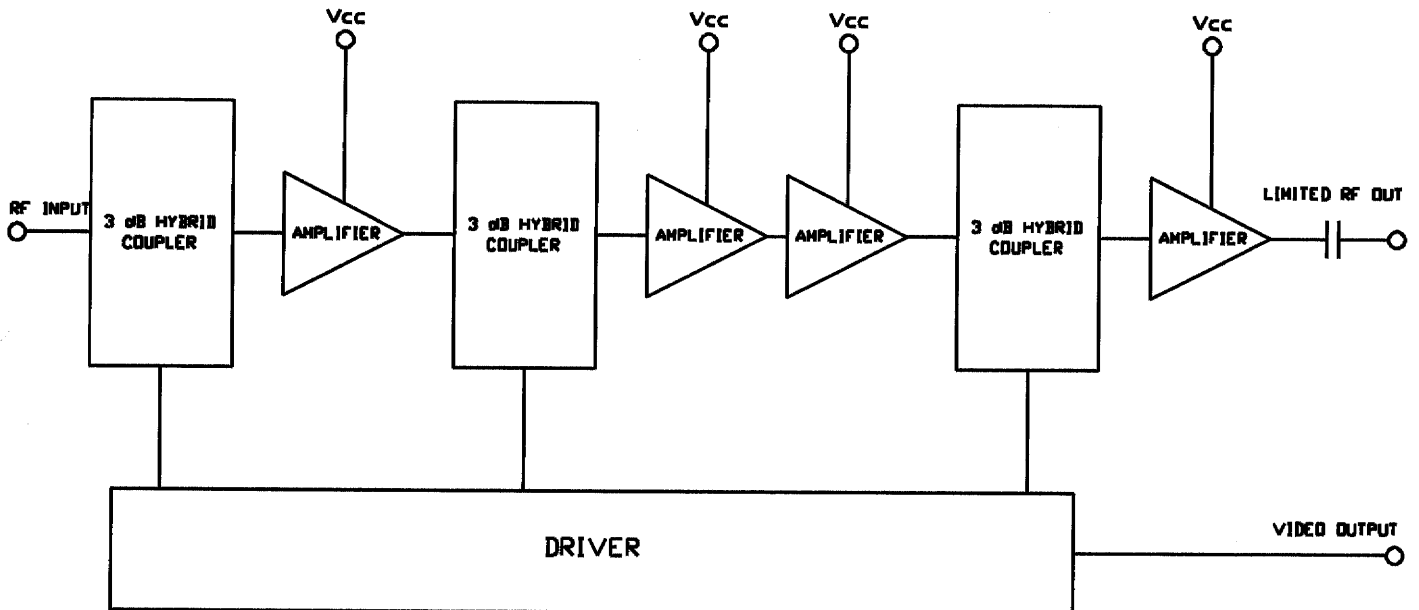 Vcc
Vcc
Vcc
Vcc
RF INPUT
3 dB HYBRID
COUPLER
AMPLIFIER
3 dB HYBRID
COUPLER
AMPLIFIER
AMPLIFIER
3 dB HYBRID
COUPLER
AMPLIFIER
LIMITED RF OUT
DRIVER
VIDEO OUTPUT